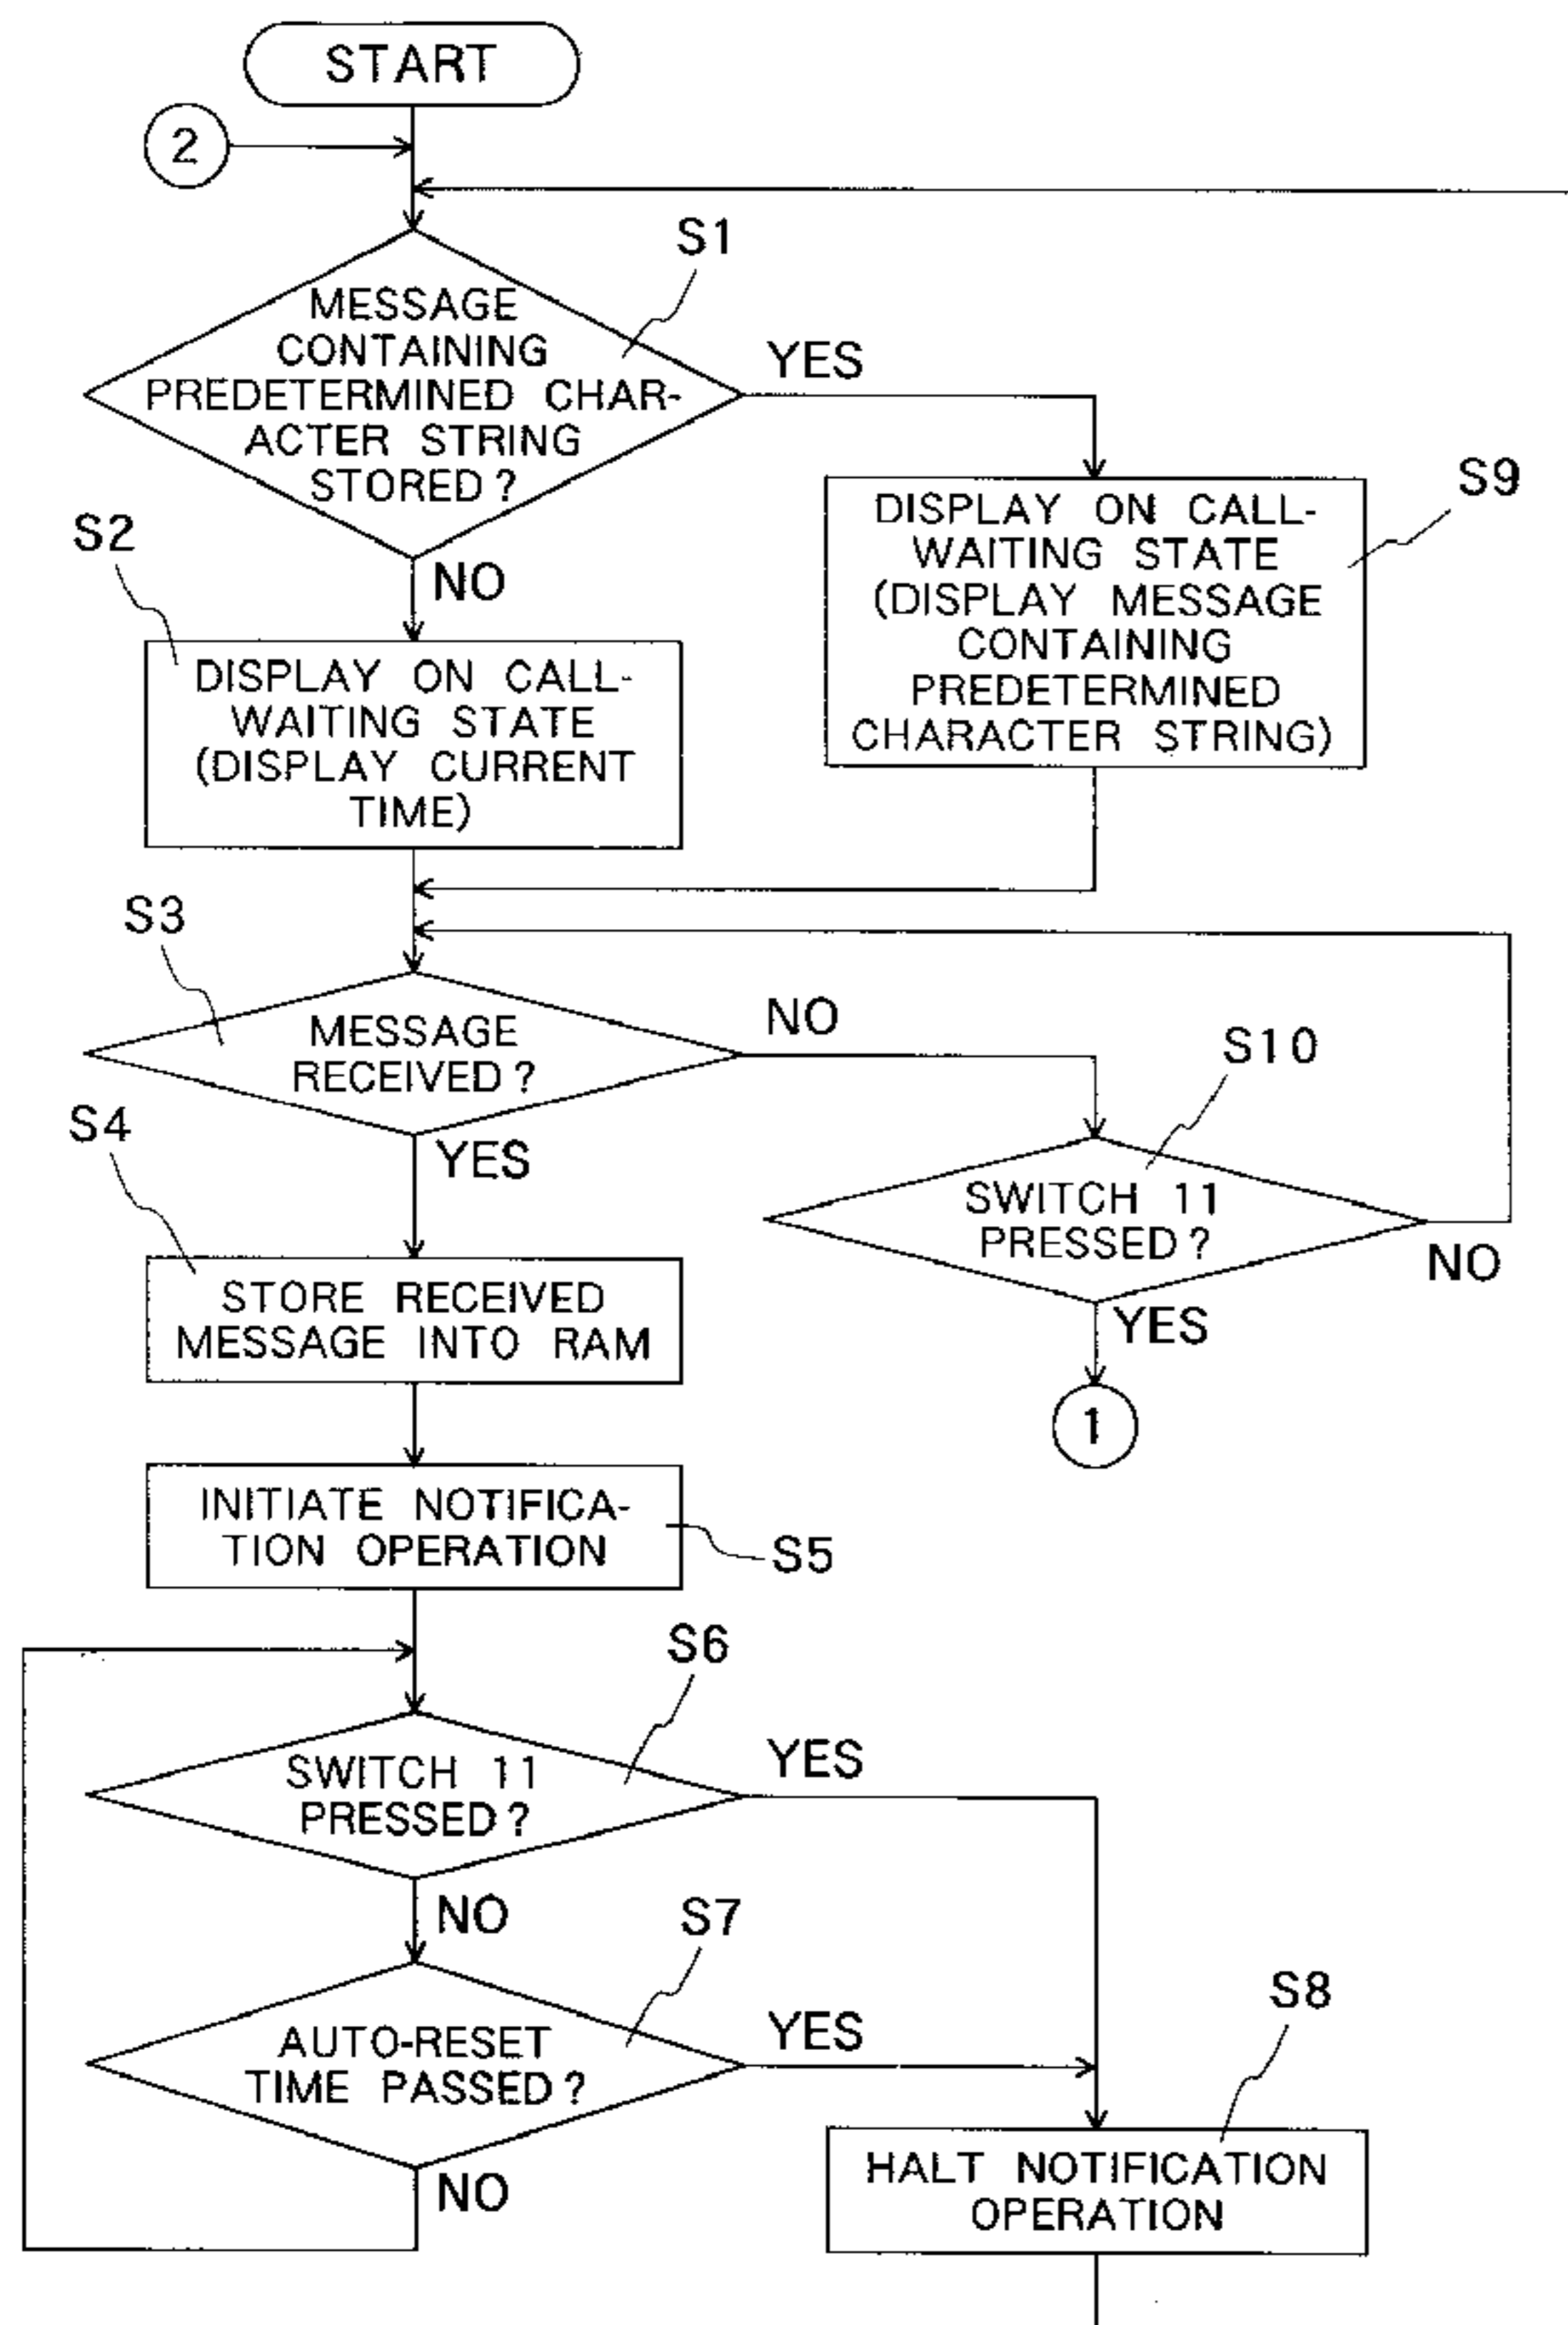 START
2
S1
MESSAGE
CONTAINING
PREDETERMINED CHAR-
ACTER STRING
STORED?
YES
NO
S9
DISPLAY ON CALL-
WAITING STATE
(DISPLAY MESSAGE
CONTAINING
PREDETERMINED
CHARACTER STRING)
S2
DISPLAY ON CALL-
WAITING STATE
(DISPLAY CURRENT
TIME)
S3
MESSAGE
RECEIVED?
NO
YES
S10
SWITCH 11
PRESSED?
NO
YES
1
S4
STORE RECEIVED
MESSAGE INTO RAM
INITIATE NOTIFICA-
TION OPERATION
S5
S6
SWITCH 11
PRESSED?
YES
NO
S7
AUTO-RESET
TIME PASSED?
YES
NO
S8
HALT NOTIFICATION
OPERATION